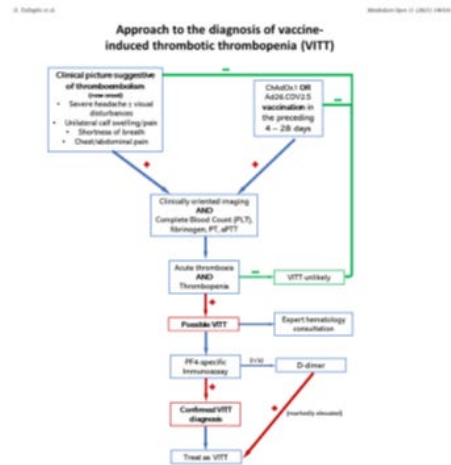 Approach to the diagnosis of vaccine-
induced thrombotic thrombopenia (VITT)
Clinical picture suggestive
of thromboembolism
(new onset)
• Severe headache ± visual
disturbances
• Unilateral calf swelling/pain
• Shortness of breath
• Chest/abdominal pain
ChAdOx1 OR
Ad26.COV2.S
vaccination in
the preceding
4 – 28 days
Clinically oriented imaging
AND
Complete Blood Count (PLT),
fibrinogen, PT, aPTT
Acute thrombosis
AND
Thrombopenia
VITT unlikely
Possible VITT
Expert hematology
consultation
PF4-specific
Immunoassay
D-dimer
Confirmed VITT
diagnosis
(markedly elevated)
Treat as VITT